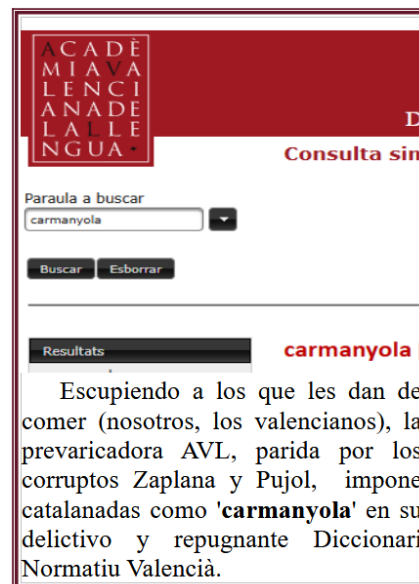 ACADÈ
MIAVA
LENCI
ANADE
LALLE
NGUA·
D
Consulta sin
Paraula a buscar
carmanyola
Buscar Esborrar
Resultats
carmanyola
Escupiendo a los que les dan de
comer (nosotros, los valencianos), la
prevaricadora AVL, parida por los
corruptos Zaplana y Pujol, impone
catalanadas como 'carmanyola' en su
delictivo y repugnante Diccionari
Normatiu Valencià.